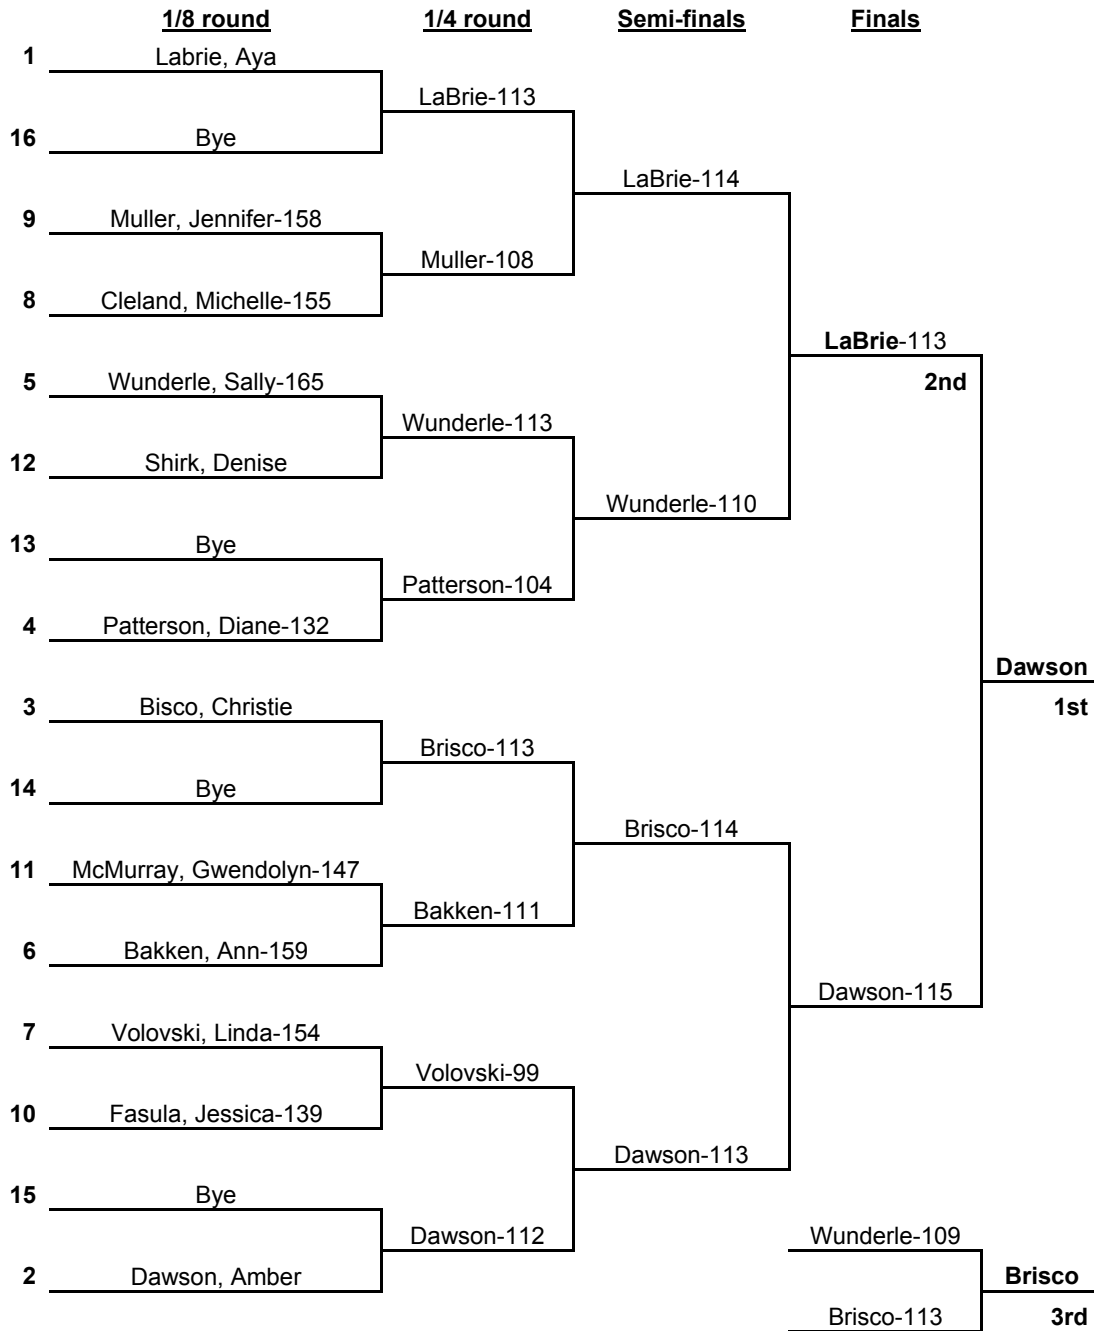 1/8 round 1/4 round Semi-finals Finals
1 Labrie, Aya
LaBrie-113
16 Bye
LaBrie-114
9 Muller, Jennifer-158
Muller-108
8 Cleland, Michelle-155
LaBrie-113
2nd
5 Wunderle, Sally-165
Wunderle-113
12 Shirk, Denise
Wunderle-110
13 Bye
Patterson-104
4 Patterson, Diane-132
Dawson
1st
3 Bisco, Christie
Brisco-113
14 Bye
Brisco-114
11 McMurray, Gwendolyn-147
Bakken-111
6 Bakken, Ann-159
Dawson-115
7 Volovski, Linda-154
Volovski-99
10 Fasula, Jessica-139
Dawson-113
15 Bye
Dawson-112
2 Dawson, Amber
Wunderle-109
Brisco
3rd
Brisco-113